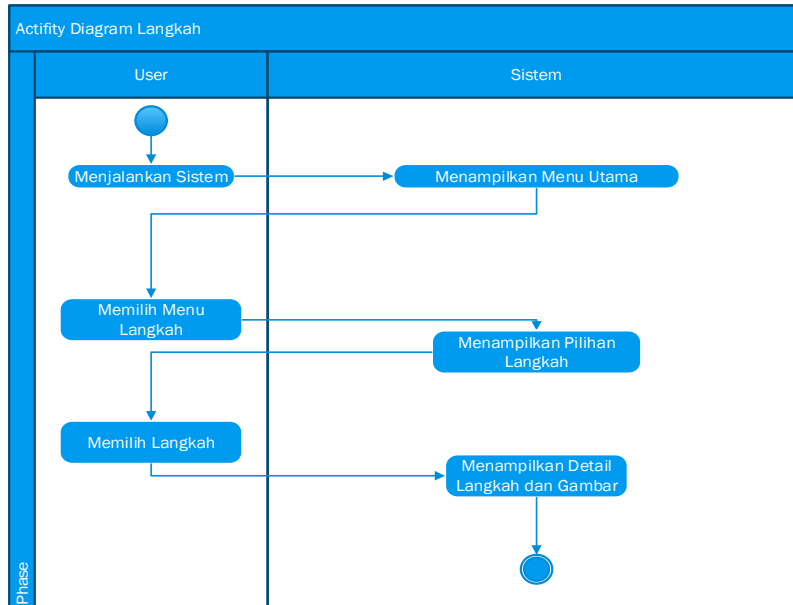 Actifity Diagram Langkah
User
Sistem
Menjalankan Sistem
Menampilkan Menu Utama
Memilih Menu
Langkah
Menampilkan Pilihan
Langkah
Memilih Langkah
Menampilkan Detail
Langkah dan Gambar
Phase